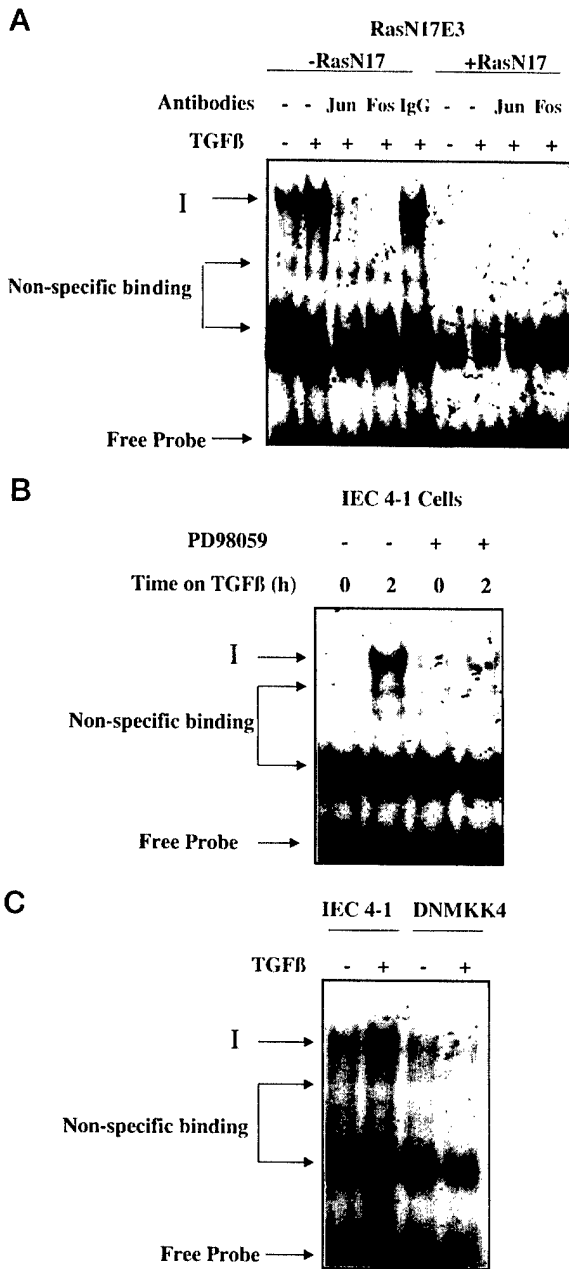 A
RasN17E3
-RasN17 +RasN17
Antibodies - - Jun Fos IgG - - Jun Fos
TGFß - + + + + - + + +
I
Non-specific binding
Free Probe
B
IEC 4-1 Cells
PD98059 - - + +
Time on TGFß (h) 0 2 0 2
I
Non-specific binding
Free Probe
C
IEC 4-1 DNMKK4
TGFß - + - +
I
Non-specific binding
Free Probe